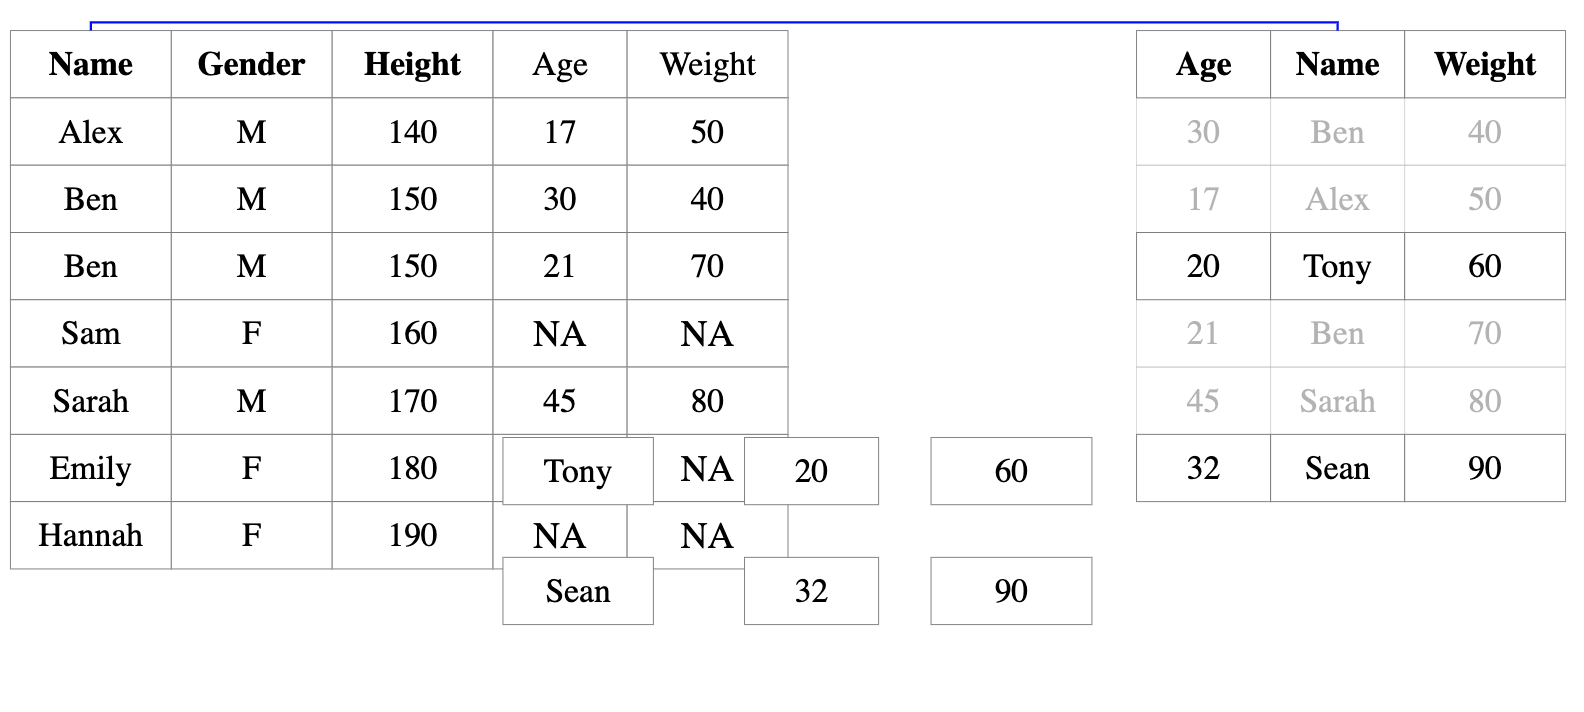 Name Gender Height Age Weight Age Name Weight
Alex M 140 17 50 30 Ben 40
Ben M 150 30 40 17 Alex 50
Ben M 150 21 70 20 Tony 60
Sam F 160 NA NA 21 Ben 70
Sarah M 170 45 80 45 Sarah 80
Emily F 180 Tony NA 20 60 32 Sean 90
Hannah F 190 NA NA
Sean 32 90